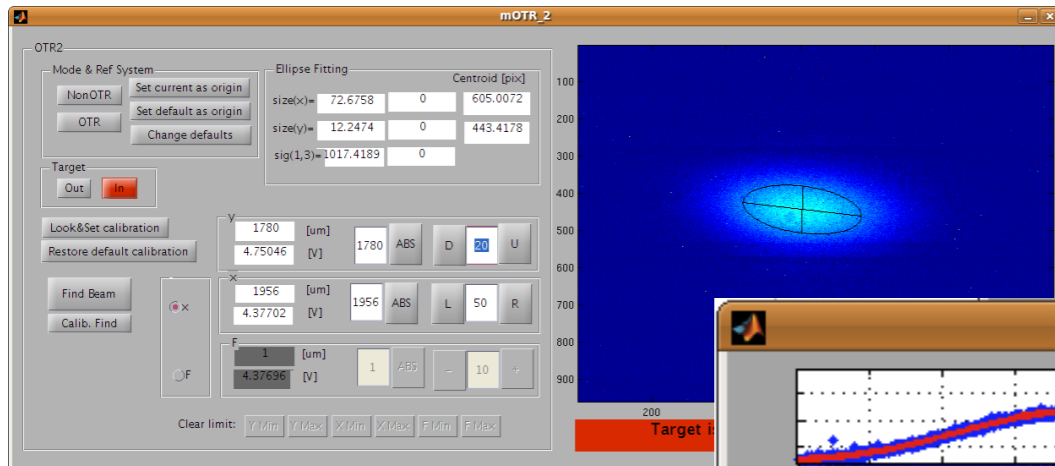 mOTR_2
OTR2
Mode & Ref System
NonOTR
OTR
Set current as origin
Set default as origin
Change defaults
Ellipse Fitting
Centroid [pix]
size(x)= 72.6758 0 605.0072
size(y)= 12.2474 0 443.4178
sig(1,3)= 1017.4189 0
Target
Out In
Look&Set calibration
Restore default calibration
Find Beam
Calib. Find
x
F
y
1780 [um]
4.75046 [V]
1780 ABS D 20 U
x
1956 [um]
4.37702 [V]
1956 ABS L 50 R
F
1 [um]
4.37696 [V]
1 ABS - 10 +
Clear limit: Y Min Y Max X Min X Max F Min F Max
100
200
300
400
500
600
700
800
900
200
Target is